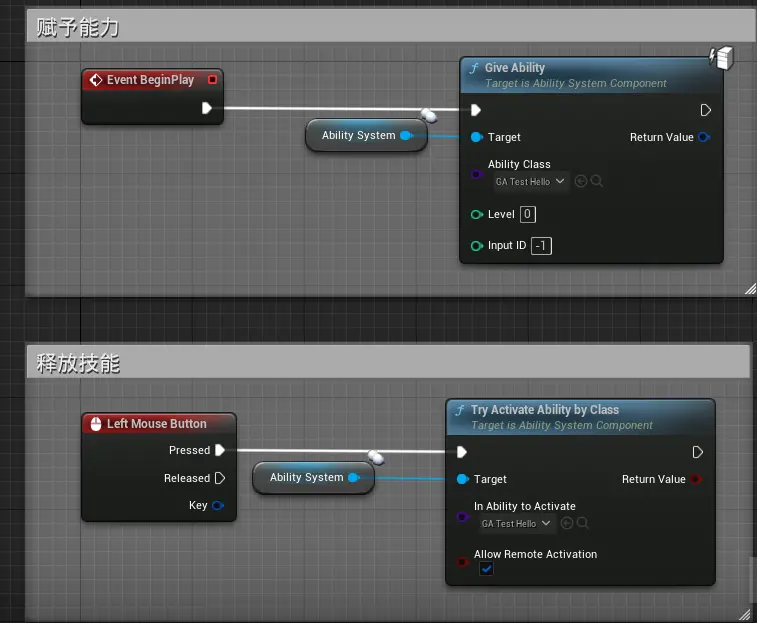 赋予能力
Event BeginPlay
Ability System
Give Ability
Target is Ability System Component
Target
Return Value
Ability Class
GA Test Hello
Level 0
Input ID -1
释放技能
Left Mouse Button
Pressed
Released
Key
Ability System
Try Activate Ability by Class
Target is Ability System Component
Target
Return Value
In Ability to Activate
GA Test Hello
Allow Remote Activation